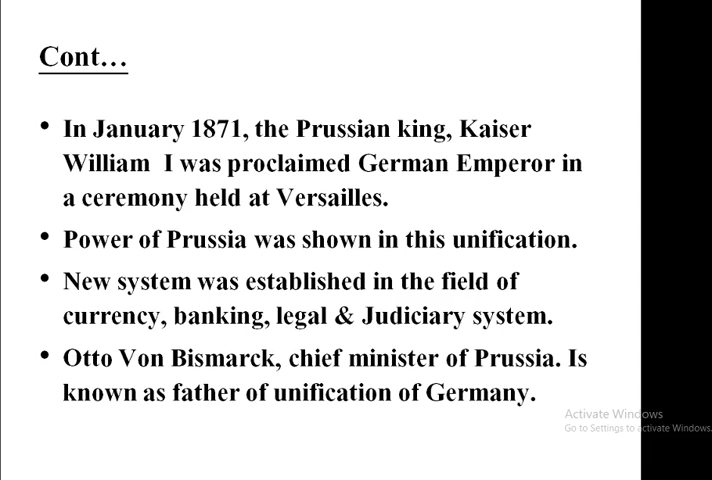 Cont…
• In January 1871, the Prussian king, Kaiser
William I was proclaimed German Emperor in
a ceremony held at Versailles.
• Power of Prussia was shown in this unification.
• New system was established in the field of
currency, banking, legal & Judiciary system.
• Otto Von Bismarck, chief minister of Prussia. Is
known as father of unification of Germany.
Activate Windows
Go to Settings to activate Windows.